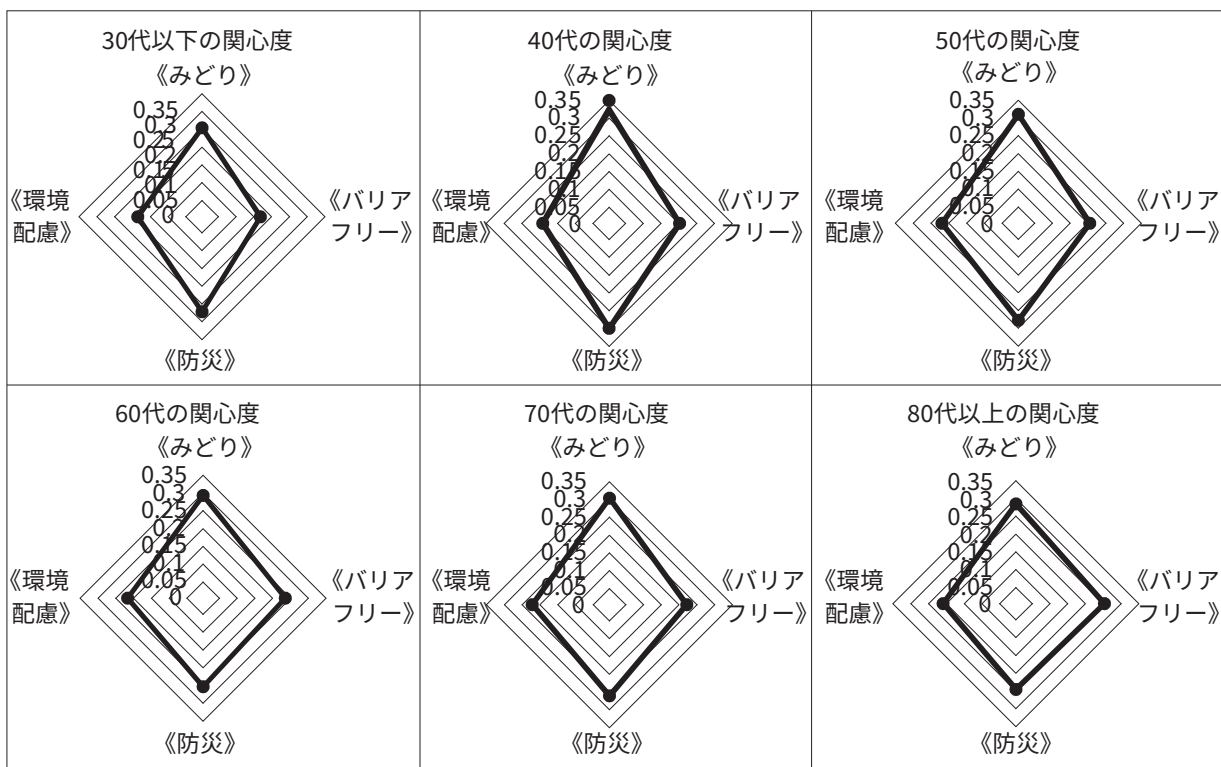 30代以下の関心度
《みどり》
0.35
0.3
0.25
0.2
0.15
0.1
0.05
0
《環境
配慮》
《バリア
フリー》
《防災》
40代の関心度
《みどり》
0.35
0.3
0.25
0.2
0.15
0.1
0.05
0
《環境
配慮》
《バリア
フリー》
《防災》
50代の関心度
《みどり》
0.35
0.3
0.25
0.2
0.15
0.1
0.05
0
《環境
配慮》
《バリア
フリー》
《防災》
60代の関心度
《みどり》
0.35
0.3
0.25
0.2
0.15
0.1
0.05
0
《環境
配慮》
《バリア
フリー》
《防災》
70代の関心度
《みどり》
0.35
0.3
0.25
0.2
0.15
0.1
0.05
0
《環境
配慮》
《バリア
フリー》
《防災》
80代以上の関心度
《みどり》
0.35
0.3
0.25
0.2
0.15
0.1
0.05
0
《環境
配慮》
《バリア
フリー》
《防災》